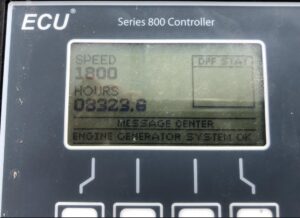 ECU®
Series 800 Controller
SPEED
1800
DPF STAT
HOURS
03323.6
MESSAGE CENTER
ENGINE GENERATOR SYSTEM OK